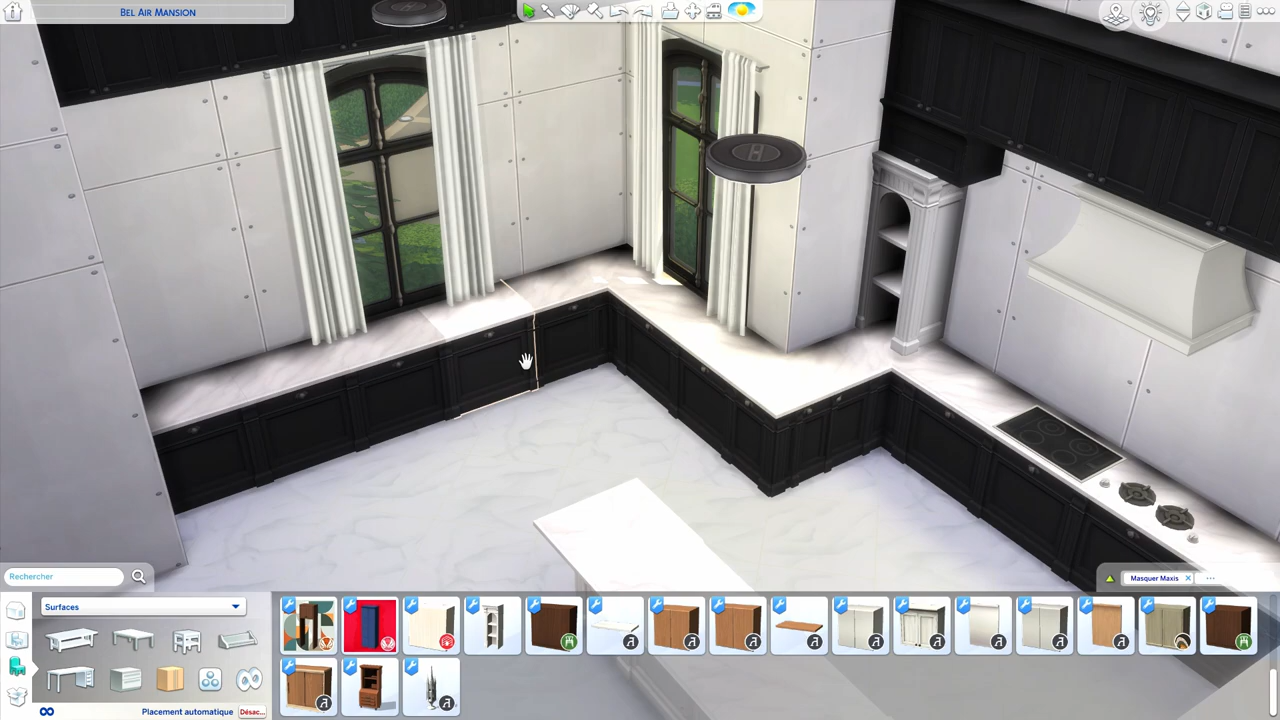 BEL AIR MANSION
Masquer Maxis
Rechercher
Surfaces
Placement automatique
Désac...